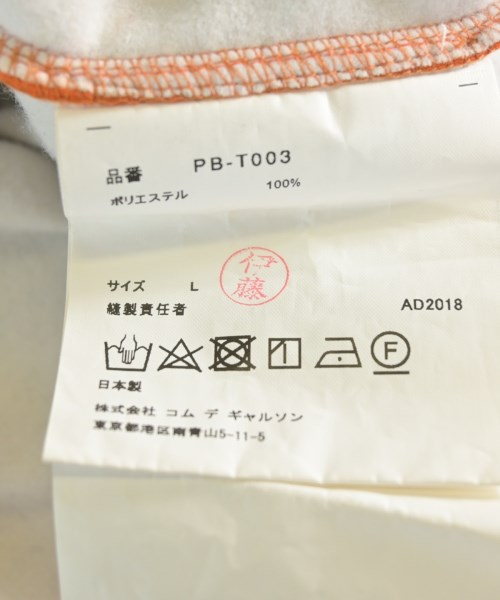 品番 PB-T003
ポリエステル 100%
伊藤
サイズ L
縫製責任者 AD2018
F
日本製
株式会社 コム デ ギャルソン
東京都港区南青山5-11-5